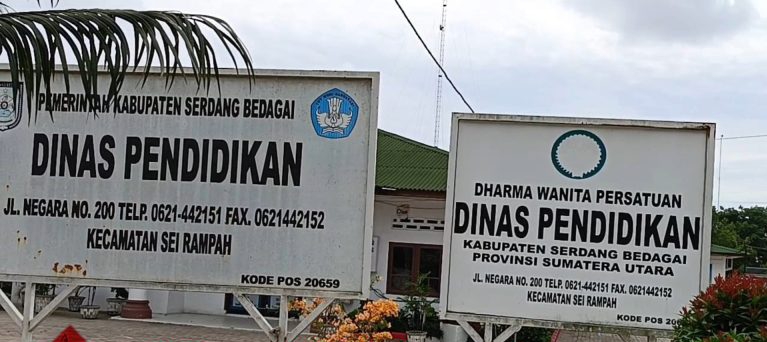 PEMERINTAH KABUPATEN SERDANG BEDAGAI
DINAS PENDIDIKAN
JL. NEGARA NO. 200 TELP. 0621-442151 FAX. 0621442152
KECAMATAN SEI RAMPAH
KODE POS 20659
DHARMA WANITA PERSATUAN
DINAS PENDIDIKAN
KABUPATEN SERDANG BEDAGAI
PROVINSI SUMATERA UTARA
JL. NEGARA NO. 200 TELP. 0621-442151 FAX. 0621442152
KECAMATAN SEI RAMPAH
KODE POS